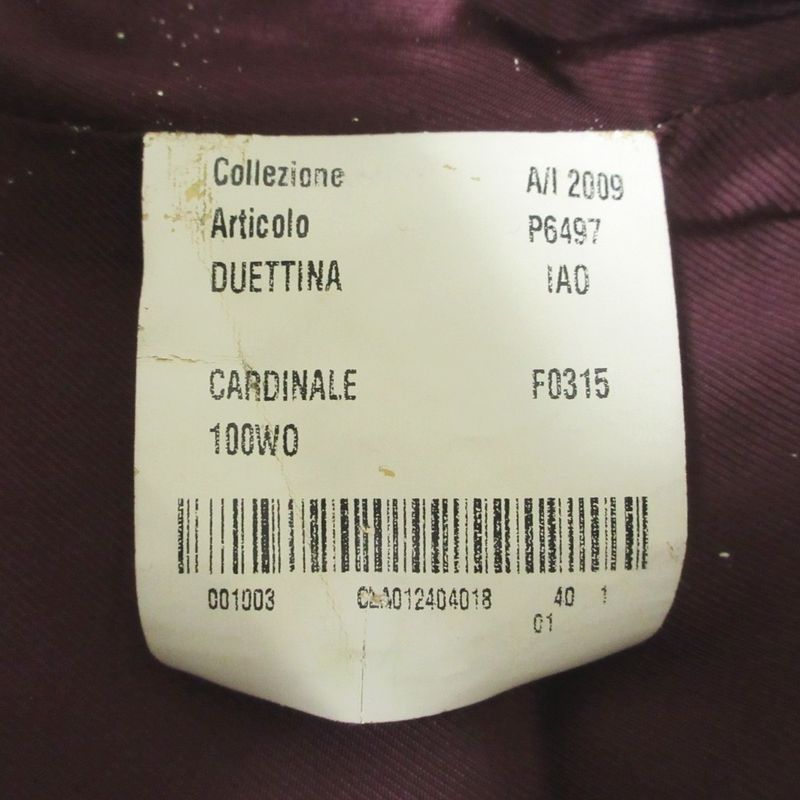 Collezione A/I 2009
Articolo P6497
DUETTINA IAO
CARDINALE F0315
100WO
001003 CLA012404018 40 1
01